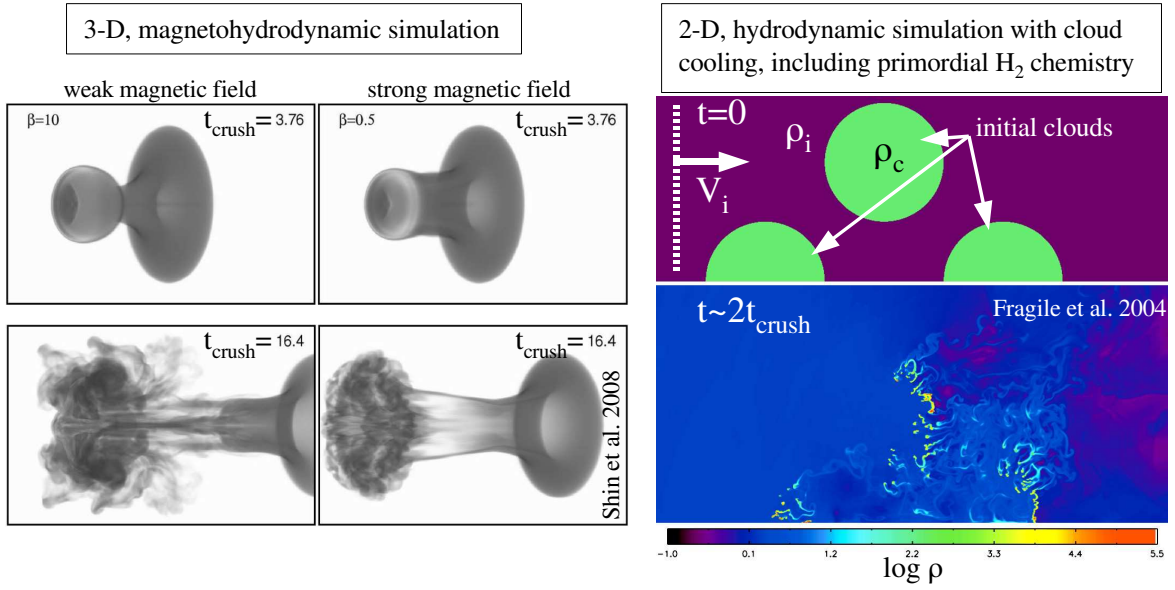 3-D, magnetohydrodynamic simulation
weak magnetic field
strong magnetic field
β=10
t_crush= 3.76
β=0.5
t_crush= 3.76
t_crush= 16.4
t_crush= 16.4
Shin et al. 2008
2-D, hydrodynamic simulation with cloud
cooling, including primordial H₂ chemistry
t=0
ρ_i
ρ_c
initial clouds
V_i
t~2t_crush
Fragile et al. 2004
−1.0 0.1 1.2 2.2 3.3 4.4 5.5
log ρ